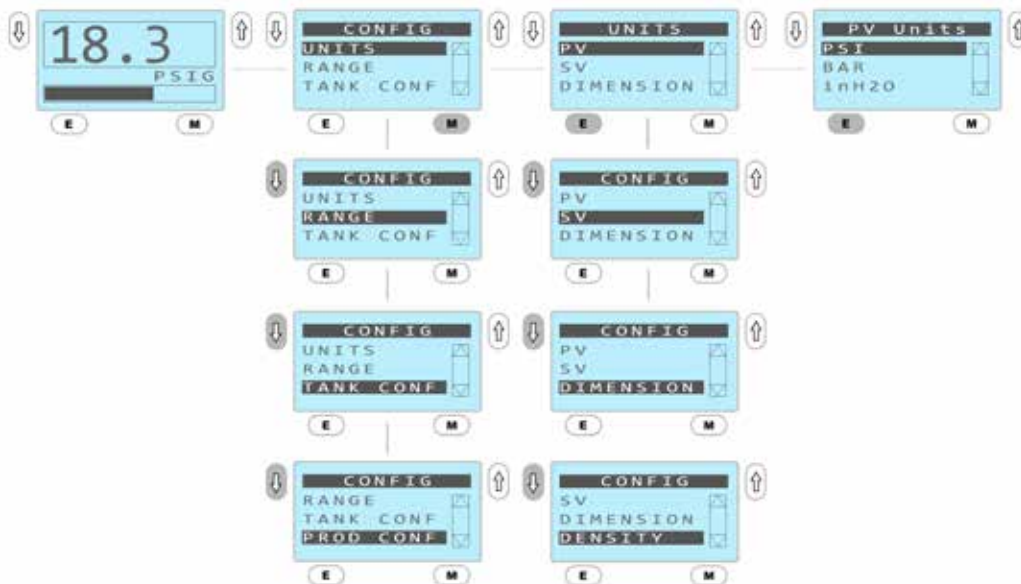 18.3
PSIG
E M
CONFIG
UNITS
RANGE
TANK CONF
E M
UNITS
PV
SV
DIMENSION
E M
PV Units
PSI
BAR
inH2O
E M
CONFIG
UNITS
RANGE
TANK CONF
E M
CONFIG
PV
SV
DIMENSION
E M
CONFIG
UNITS
RANGE
TANK CONF
E M
CONFIG
PV
SV
DIMENSION
E M
CONFIG
RANGE
TANK CONF
PROD CONF
E M
CONFIG
SV
DIMENSION
DENSITY
E M